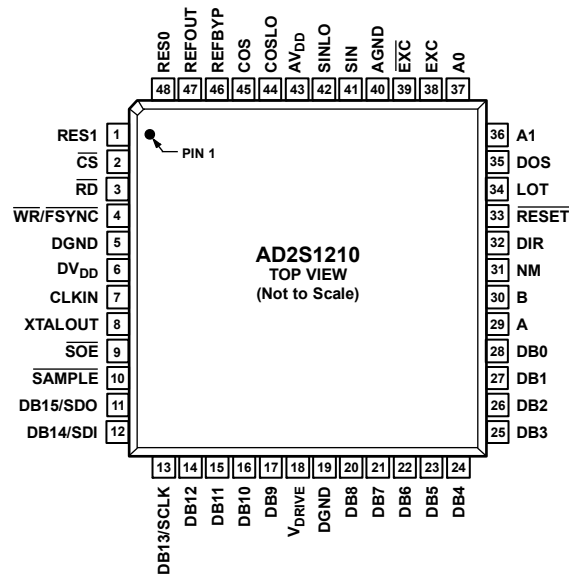 RES0
REFOUT
REFBYP
COS
COSLO
AVDD
SINLO
SIN
AGND
EXC
EXC
A0
48 47 46 45 44 43 42 41 40 39 38 37
RES1 1
CS 2
RD 3
WR/FSYNC 4
DGND 5
DVDD 6
CLKIN 7
XTALOUT 8
SOE 9
SAMPLE 10
DB15/SDO 11
DB14/SDI 12
PIN 1
AD2S1210
TOP VIEW
(Not to Scale)
36 A1
35 DOS
34 LOT
33 RESET
32 DIR
31 NM
30 B
29 A
28 DB0
27 DB1
26 DB2
25 DB3
13 14 15 16 17 18 19 20 21 22 23 24
DB13/SCLK
DB12
DB11
DB10
DB9
VDRIVE
DGND
DB8
DB7
DB6
DB5
DB4